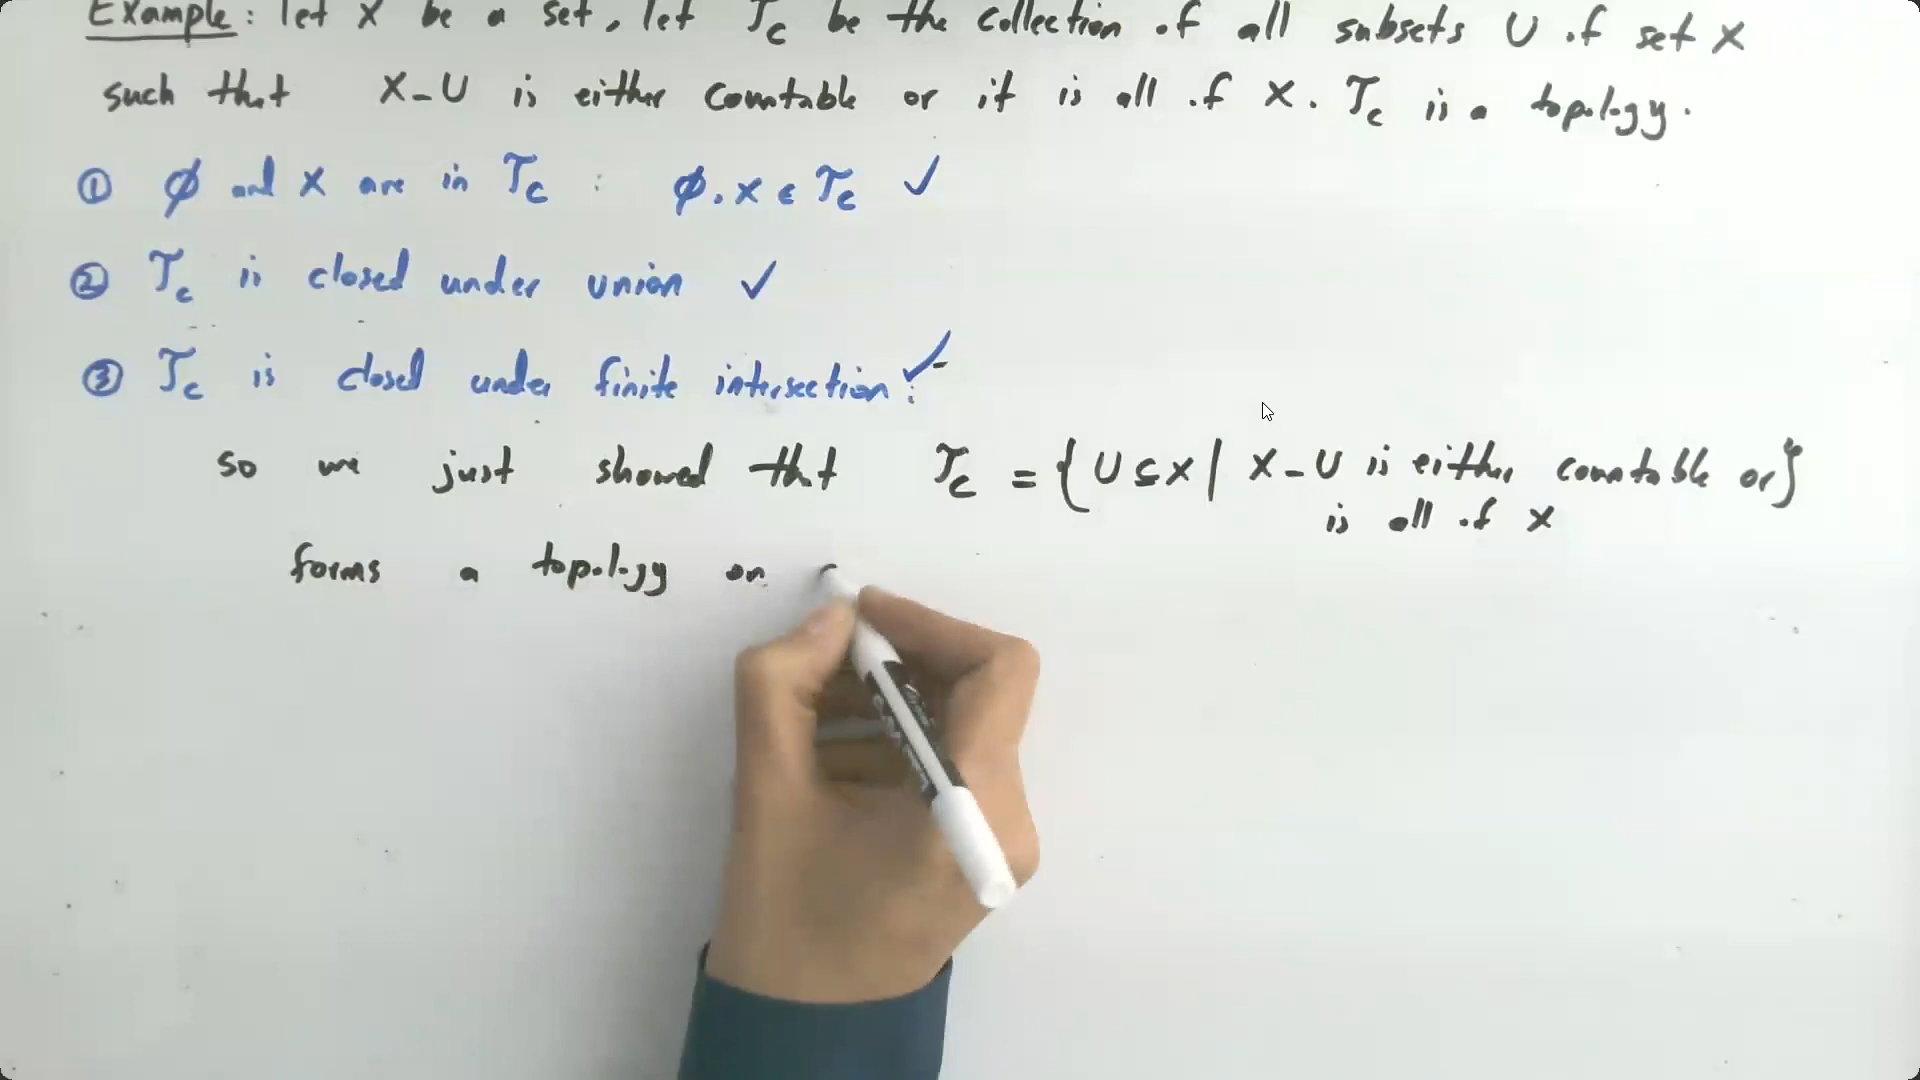 Example: let X be a set, let 𝒯c be the collection of all subsets U of set X
such that X-U is either countable or it is all of X. 𝒯c is a topology.
① ∅ and X are in 𝒯c : ∅, X ∈ 𝒯c ✓
② 𝒯c is closed under union ✓
③ 𝒯c is closed under finite intersection: ✓
so we just showed that 𝒯c = {U ⊆ X | X-U is either countable or}
is all of X
forms a topology on